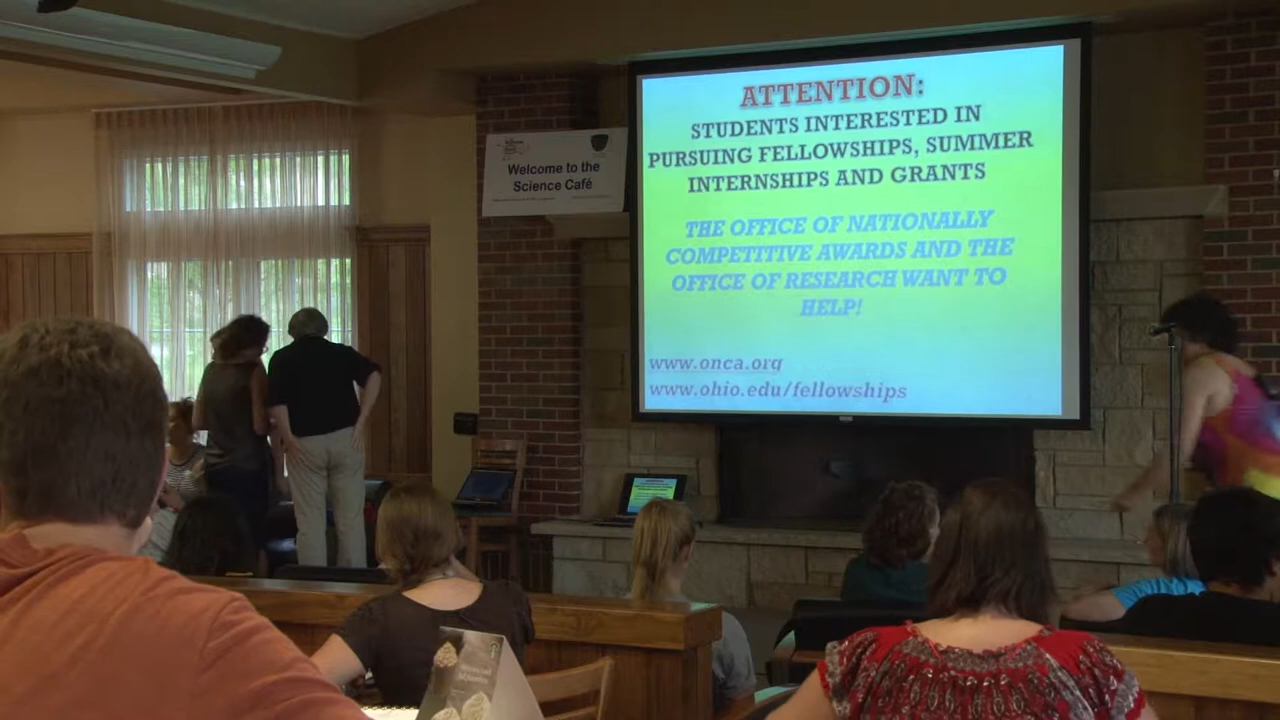 ATTENTION:
STUDENTS INTERESTED IN
PURSUING FELLOWSHIPS, SUMMER
INTERNSHIPS AND GRANTS
THE OFFICE OF NATIONALLY
COMPETITIVE AWARDS AND THE
OFFICE OF RESEARCH WANT TO
HELP!
www.onca.org
www.ohio.edu/fellowships
Welcome to the
Science Café